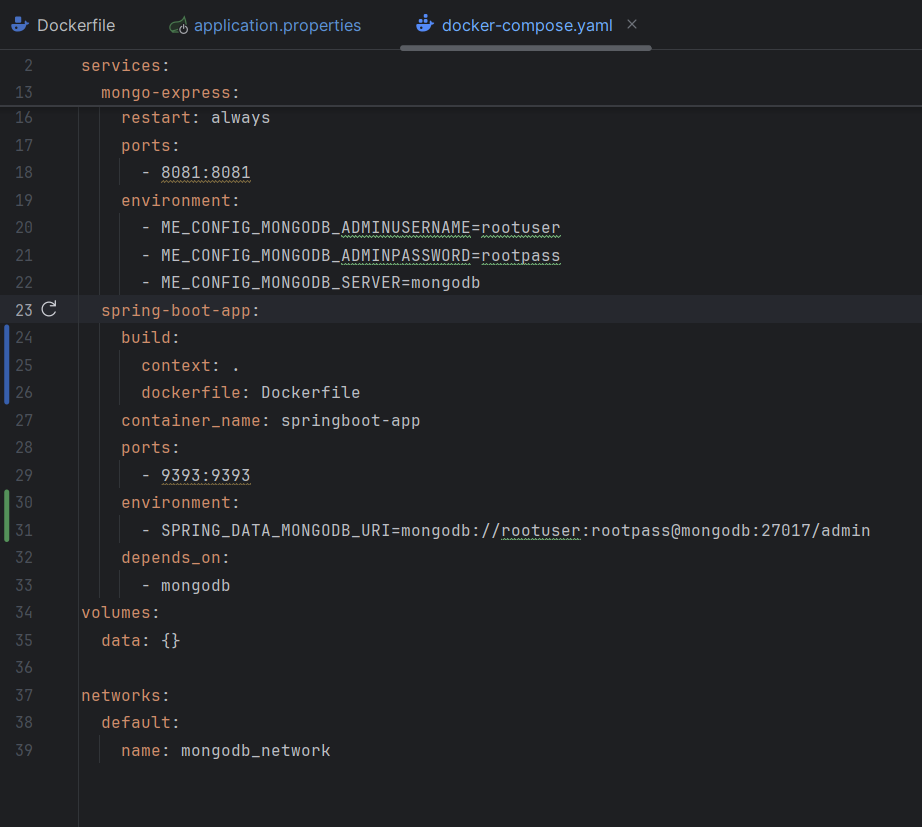 Dockerfile application.properties docker-compose.yaml
2 services:
13   mongo-express:
16     restart: always
17     ports:
18       - 8081:8081
19     environment:
20       - ME_CONFIG_MONGODB_ADMINUSERNAME=rootuser
21       - ME_CONFIG_MONGODB_ADMINPASSWORD=rootpass
22       - ME_CONFIG_MONGODB_SERVER=mongodb
23   spring-boot-app:
24     build:
25       context: .
26       dockerfile: Dockerfile
27     container_name: springboot-app
28     ports:
29       - 9393:9393
30     environment:
31       - SPRING_DATA_MONGODB_URI=mongodb://rootuser:rootpass@mongodb:27017/admin
32     depends_on:
33       - mongodb
34 volumes:
35   data: {}
36
37 networks:
38   default:
39     name: mongodb_network